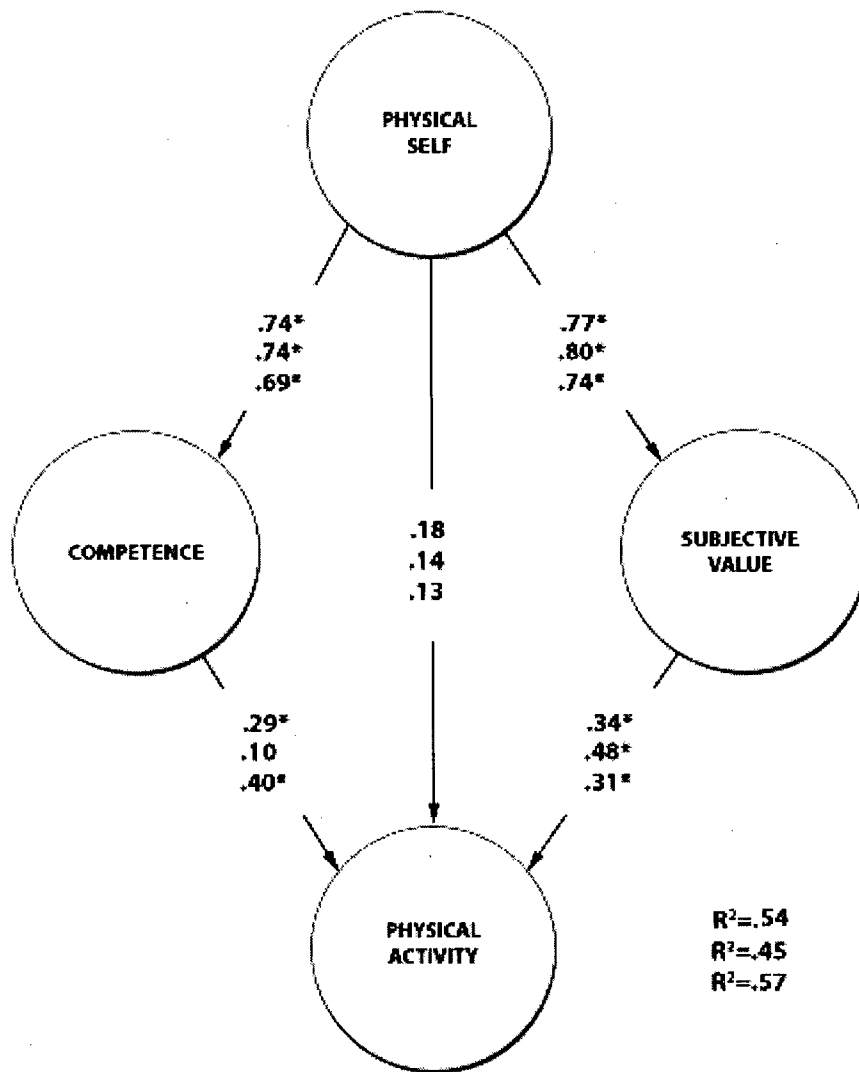 PHYSICAL
SELF
.74*
.74*
.69*
.77*
.80*
.74*
COMPETENCE
.18
.14
.13
SUBJECTIVE
VALUE
.29*
.10
.40*
.34*
.48*
.31*
PHYSICAL
ACTIVITY
R²=.54
R²=.45
R²=.57